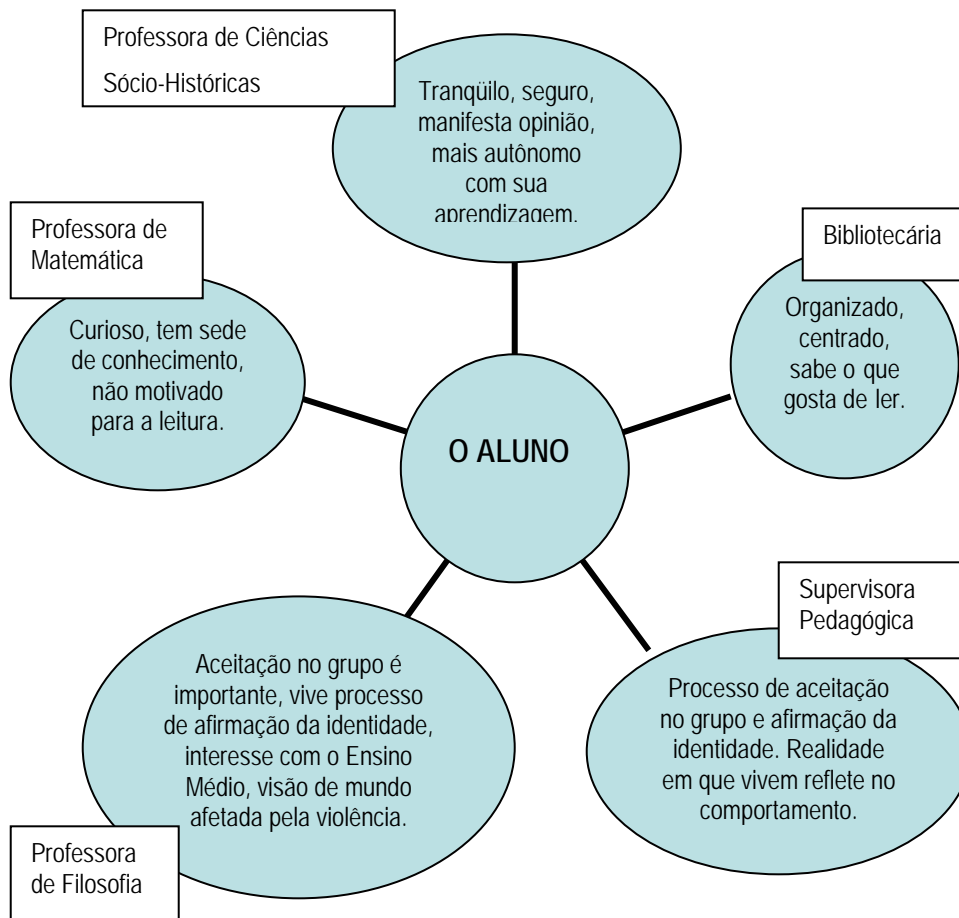 Professora de Ciências
Sócio-Históricas
Tranqüilo, seguro,
manifesta opinião,
mais autônomo
com sua
aprendizagem.
Professora de
Matemática
Curioso, tem sede
de conhecimento,
não motivado
para a leitura.
Bibliotecária
Organizado,
centrado,
sabe o que
gosta de ler.
O ALUNO
Supervisora
Pedagógica
Processo de aceitação
no grupo e afirmação da
identidade. Realidade
em que vivem reflete no
comportamento.
Aceitação no grupo é
importante, vive processo
de afirmação da identidade,
interesse com o Ensino
Médio, visão de mundo
afetada pela violência.
Professora
de Filosofia